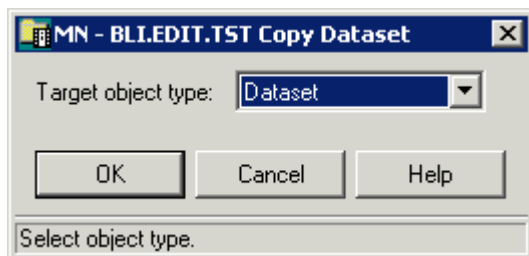 MN - BLI.EDIT.TST Copy Dataset
Target object type: Dataset
OK Cancel Help
Select object type.